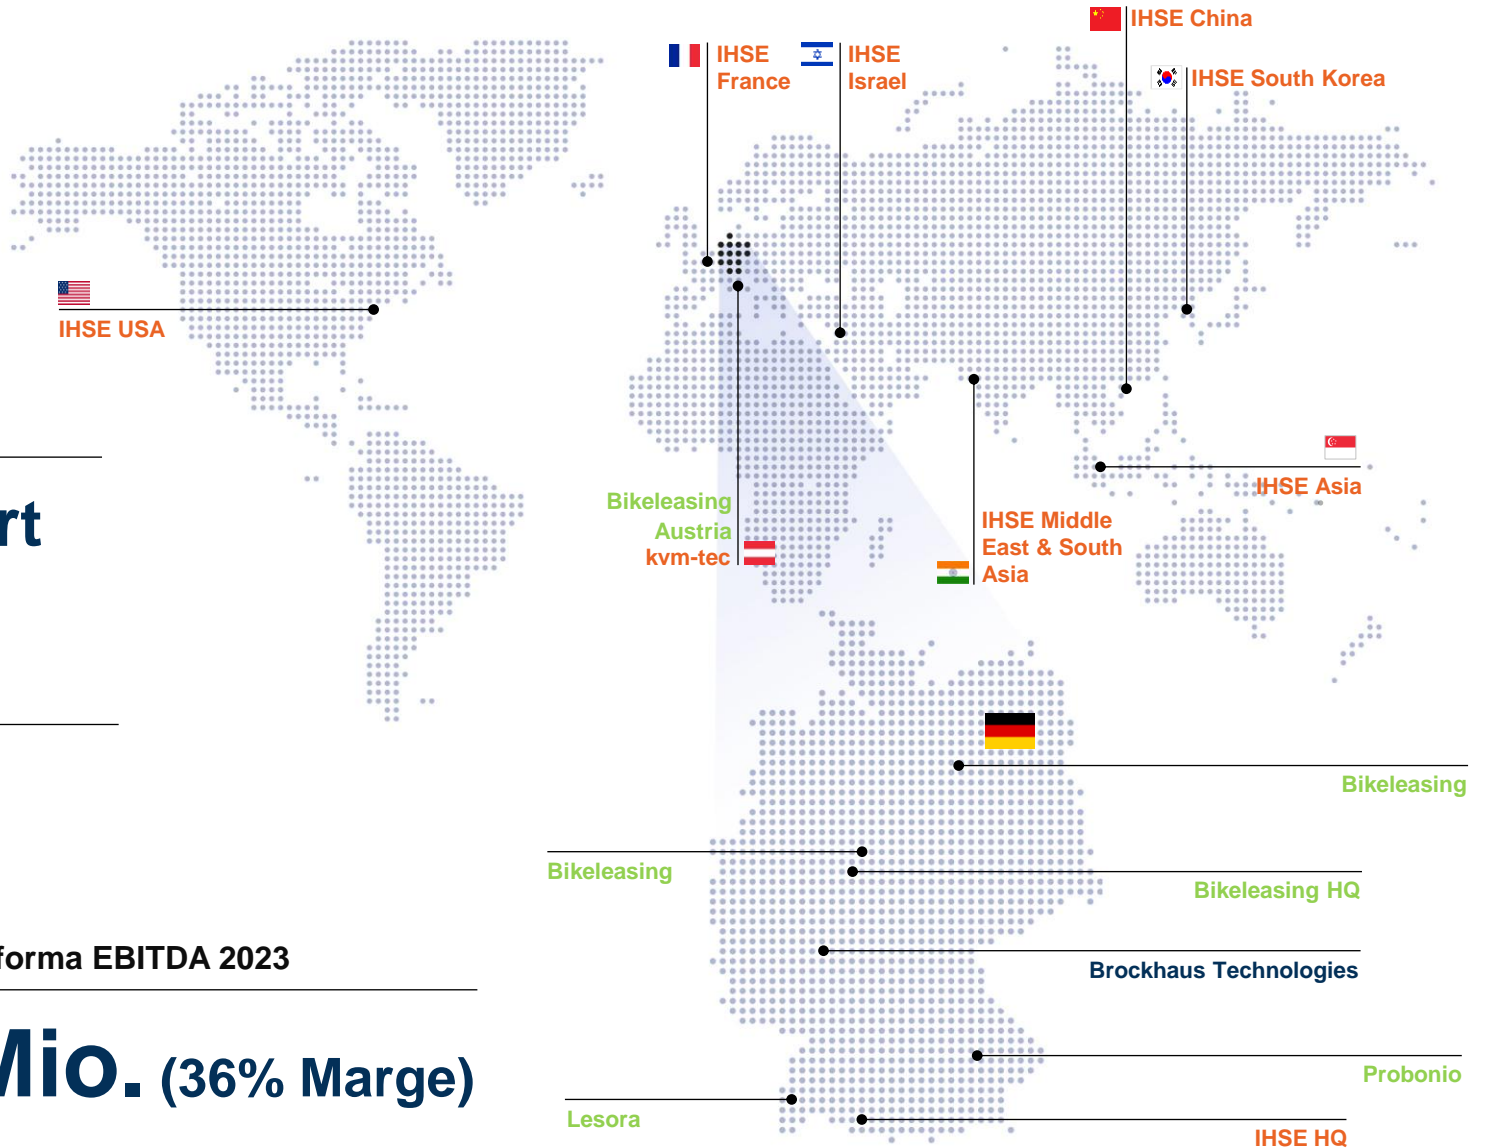 IHSE China
IHSE
France
IHSE
Israel
IHSE South Korea
IHSE USA
IHSE Asia
Bikeleasing
Austria
kvm-tec
IHSE Middle
East & South
Asia
rt
Bikeleasing
Bikeleasing
Bikeleasing HQ
forma EBITDA 2023
Brockhaus Technologies
Mio. (36% Marge)
Probonio
Lesora
IHSE HQ